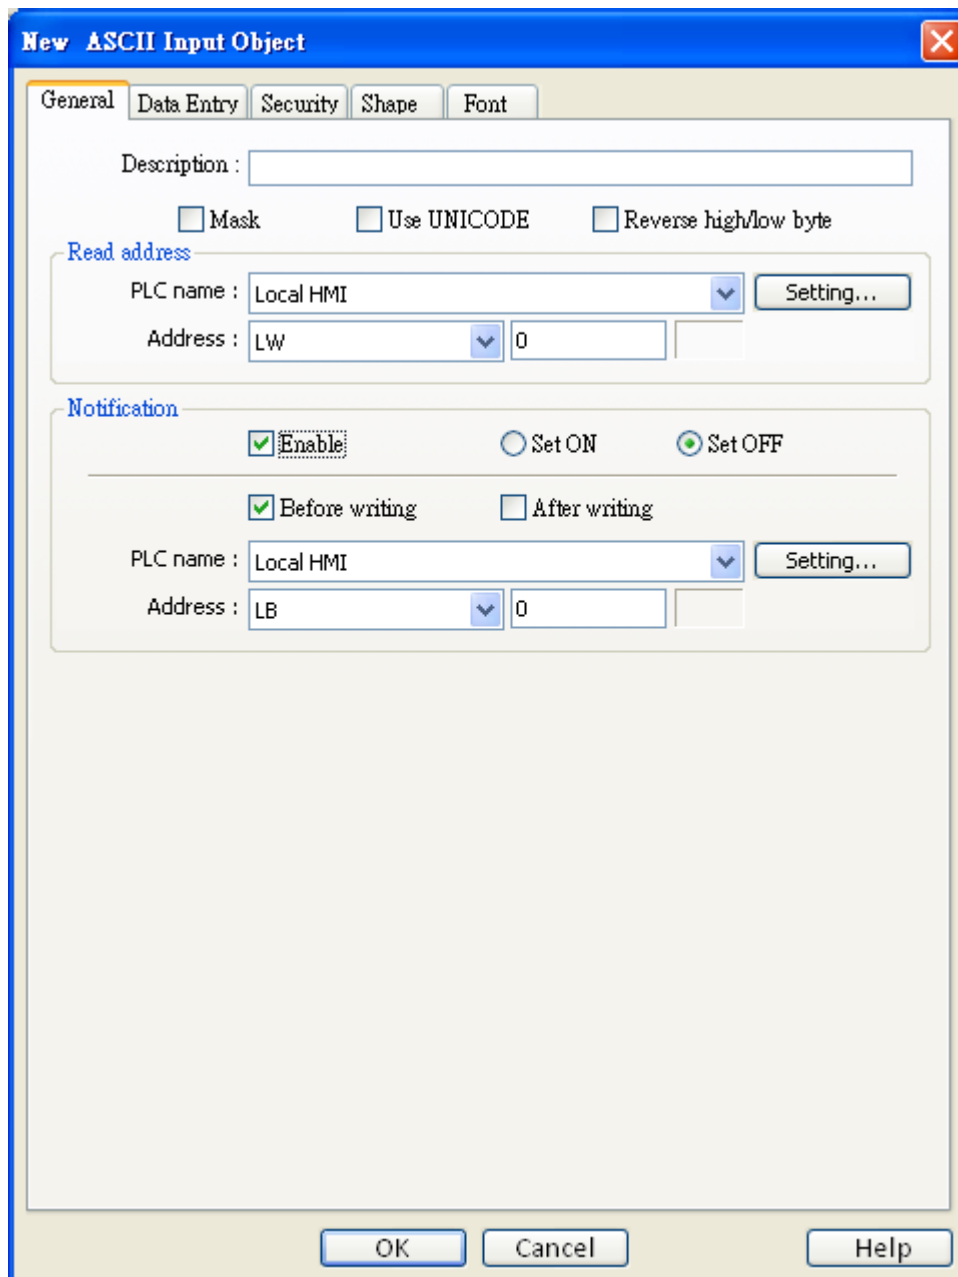 New ASCII Input Object
General Data Entry Security Shape Font
Description :
Mask Use UNICODE Reverse high/low byte
Read address
PLC name : Local HMI Setting...
Address : LW 0
Notification
Enable Set ON Set OFF
Before writing After writing
PLC name : Local HMI Setting...
Address : LB 0
OK Cancel Help